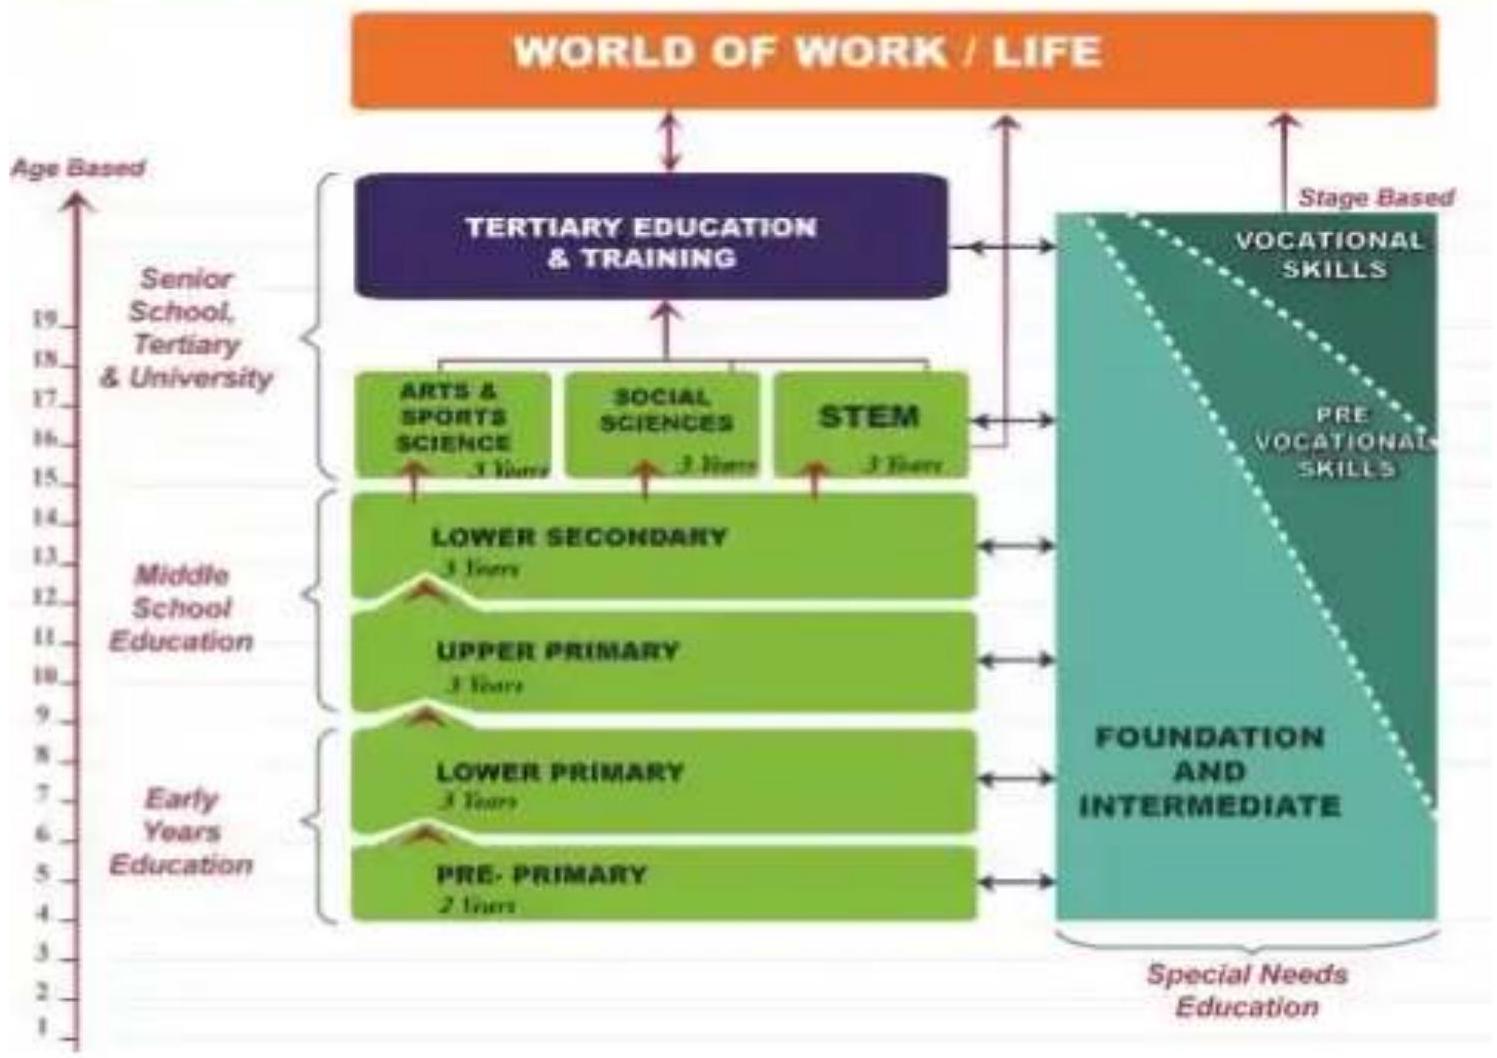 WORLD OF WORK / LIFE
Age Based
Stage Based
TERTIARY EDUCATION
& TRAINING
VOCATIONAL
SKILLS
Senior
School,
Tertiary
& University
ARTS &
SPORTS
SCIENCE
3 Years
SOCIAL
SCIENCES
3 Years
STEM
3 Years
PRE
VOCATIONAL
SKILLS
Middle
School
Education
LOWER SECONDARY
3 Years
UPPER PRIMARY
3 Years
Early
Years
Education
LOWER PRIMARY
3 Years
PRE- PRIMARY
2 Years
FOUNDATION
AND
INTERMEDIATE
Special Needs
Education
19
18
17
16
15
14
13
12
11
10
9
8
7
6
5
4
3
2
1